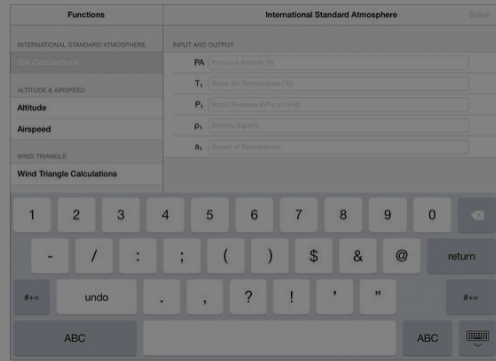 Functions
International Standard Atmosphere
Solve
INTERNATIONAL STANDARD ATMOSPHERE
ISA Calculations
ALTITUDE & AIRSPEED
Altitude
Airspeed
WIND TRIANGLE
Wind Triangle Calculations
INPUT AND OUTPUT
PA Pressure Altitude (ft)
T₁ Static Air Temperature (°C)
P₁ Static Pressure (hPa or inHg)
ρ₁ Density (kg/m³)
a₁ Speed of Sound (knot)
1 2 3 4 5 6 7 8 9 0
- / : ; ( ) $ & @ return
#+= undo . , ? ! ' " #+=
ABC ABC